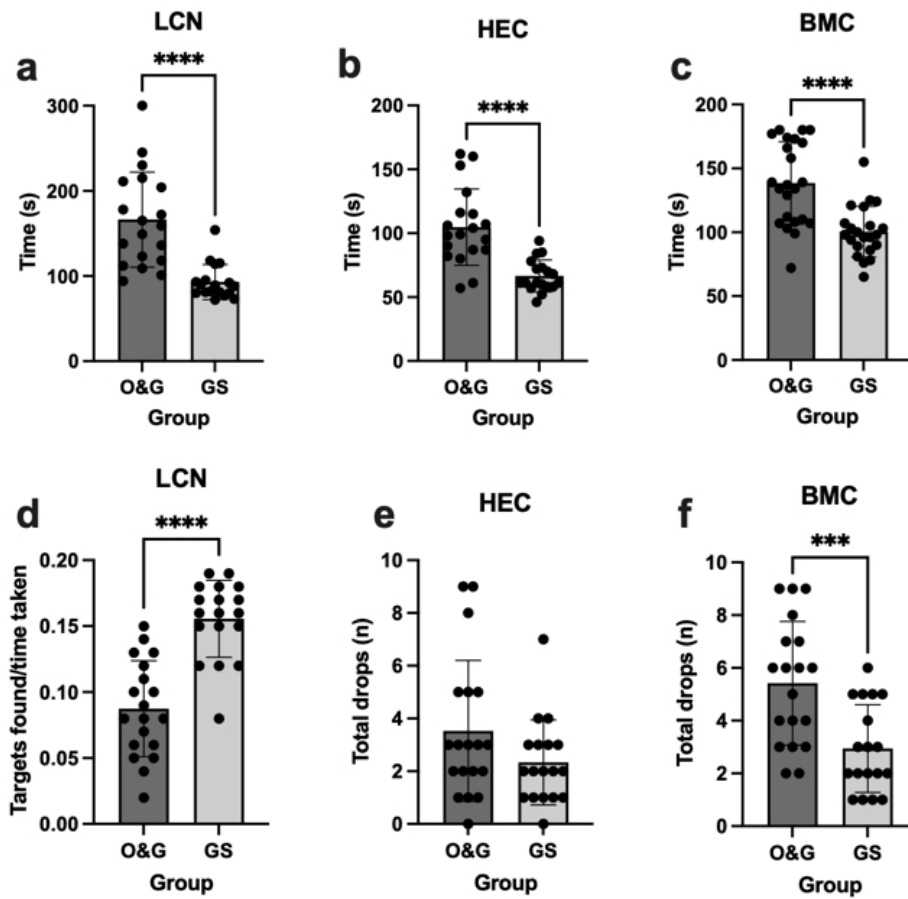 LCN
a
****
Time (s)
300
200
100
0
O&G GS
Group
HEC
b
****
Time (s)
200
150
100
50
0
O&G GS
Group
BMC
c
****
Time (s)
200
150
100
50
0
O&G GS
Group
LCN
d
****
Targets found/time taken
0.20
0.15
0.10
0.05
0.00
O&G GS
Group
HEC
e
Total drops (n)
10
8
6
4
2
0
O&G GS
Group
BMC
f
***
Total drops (n)
10
8
6
4
2
0
O&G GS
Group